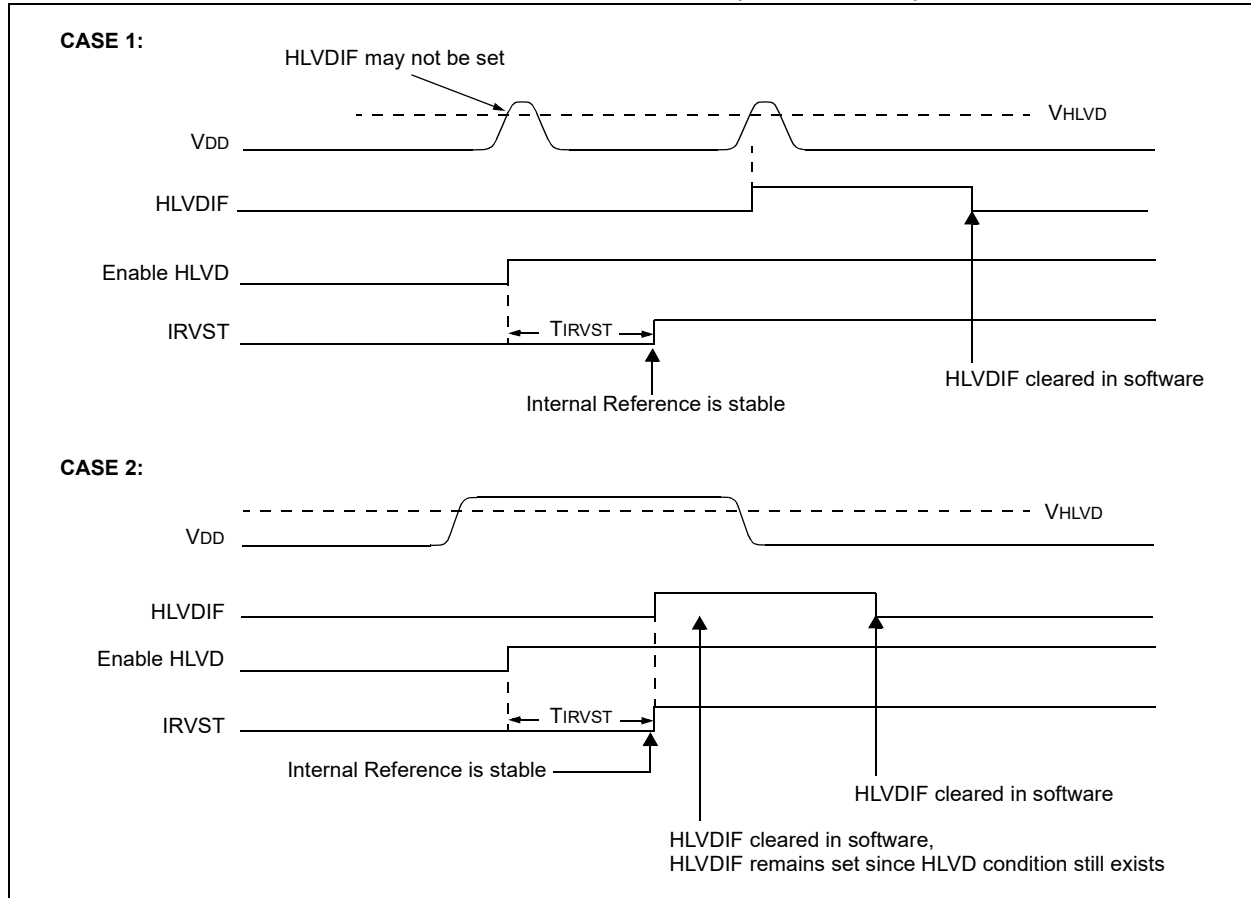 CASE 1:
HLVDIF may not be set
VHLVD
VDD
HLVDIF
Enable HLVD
TIRVST
IRVST
HLVDIF cleared in software
Internal Reference is stable
CASE 2:
VHLVD
VDD
HLVDIF
Enable HLVD
TIRVST
IRVST
Internal Reference is stable
HLVDIF cleared in software
HLVDIF cleared in software,
HLVDIF remains set since HLVD condition still exists